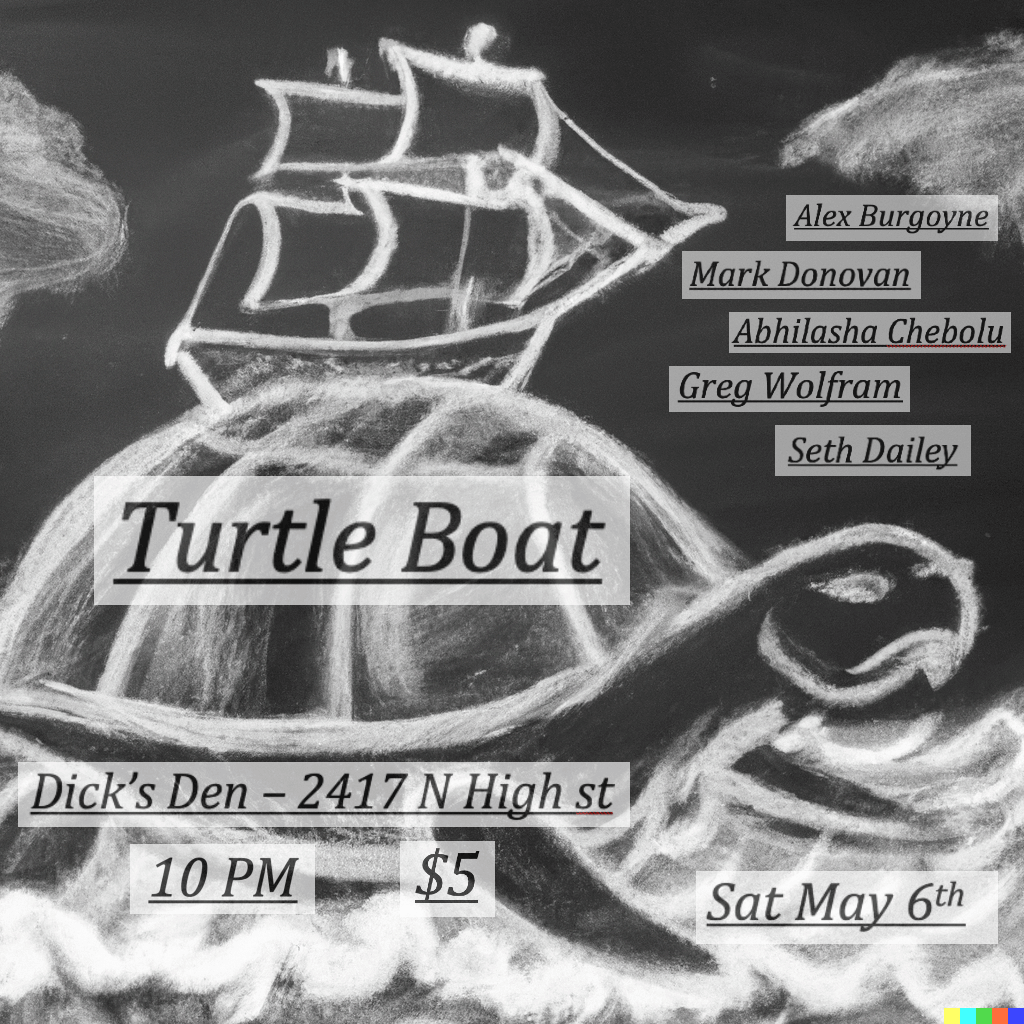 Alex Burgoyne
Mark Donovan
Abhilasha Chebolu
Greg Wolfram
Seth Dailey
Turtle Boat
Dick’s Den – 2417 N High st
10 PM
$5
Sat May 6th